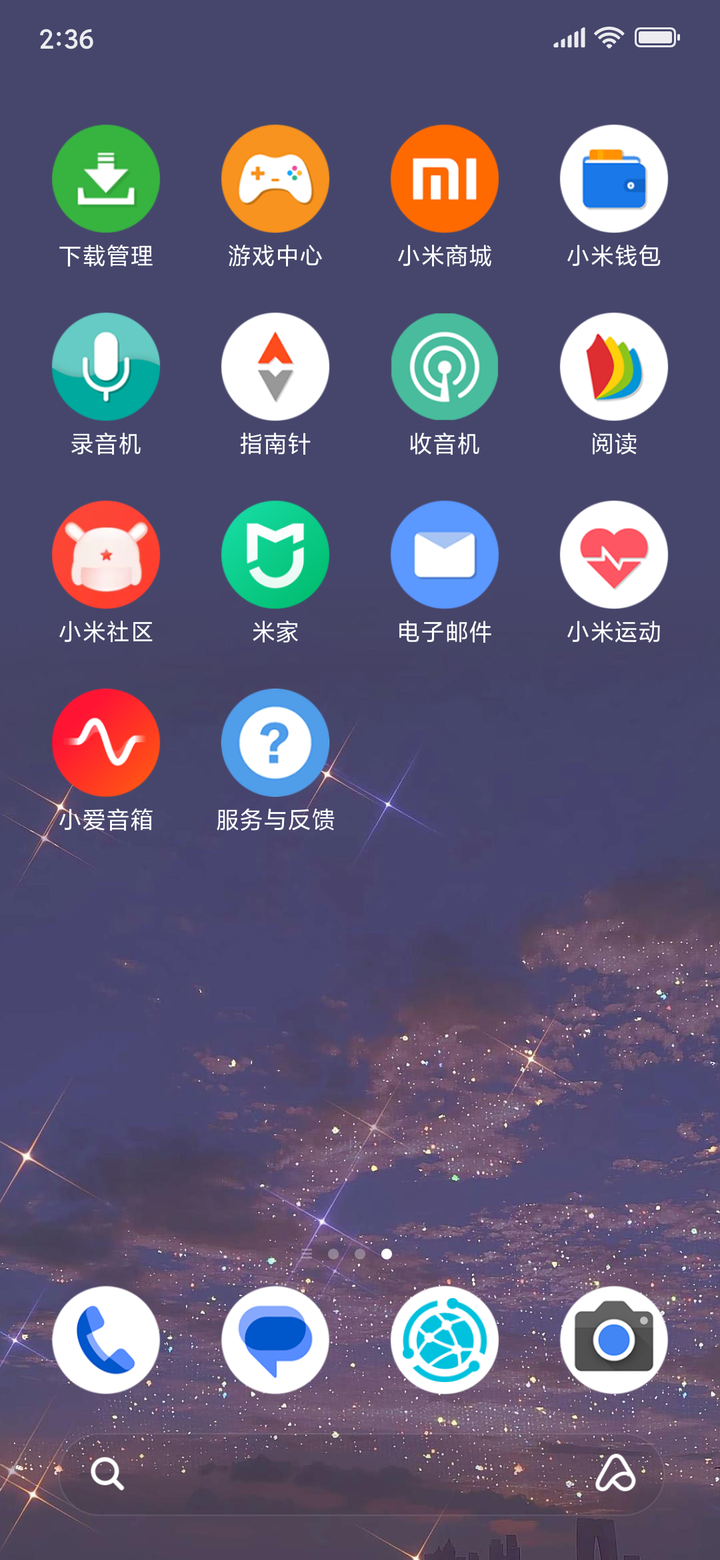 2:36
下载管理
游戏中心
小米商城
小米钱包
录音机
指南针
收音机
阅读
小米社区
米家
电子邮件
小米运动
小爱音箱
服务与反馈